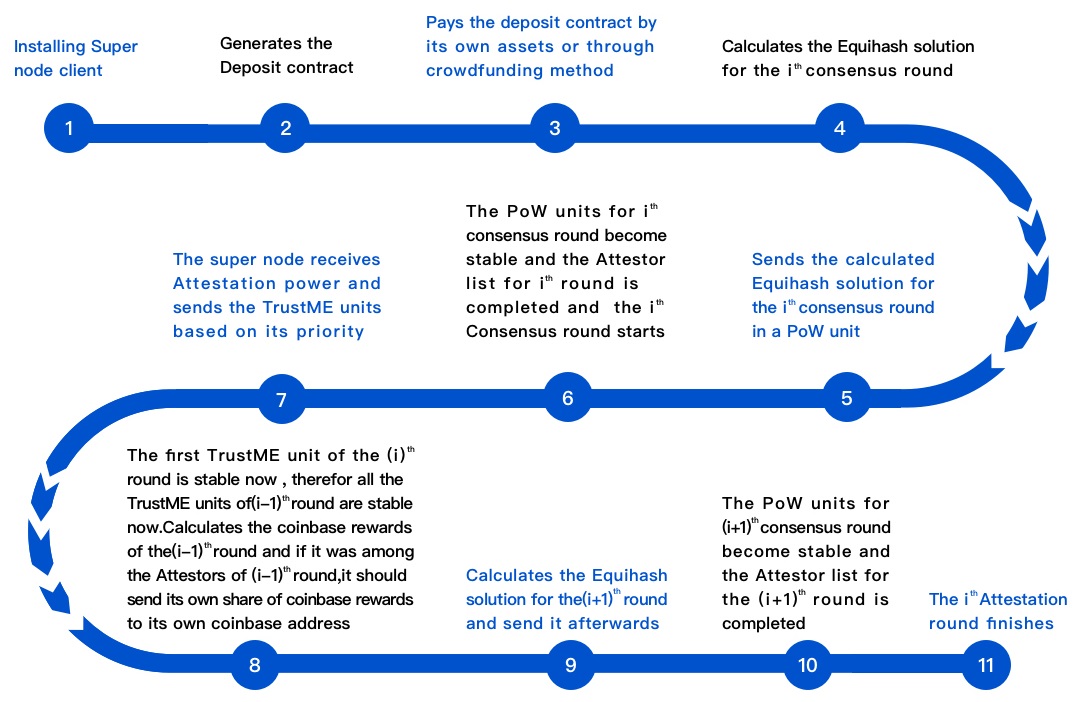 Installing Super
node client
1
Generates the
Deposit contract
2
Pays the deposit contract by
its own assets or through
crowdfunding method
3
Calculates the Equihash solution
for the i th consensus round
4
Sends the calculated
Equihash solution for
the i th consensus round
in a PoW unit
5
The PoW units for i th
consensus round become
stable and the Attestor
list for i th round is
completed and the i th
Consensus round starts
6
The super node receives
Attestation power and
sends the TrustME units
based on its priority
7
The first TrustME unit of the (i) th
round is stable now , therefor all the
TrustME units of(i–1) th round are stable
now.Calculates the coinbase rewards
of the(i–1) th round and if it was among
the Attestors of (i–1) th round,it should
send its own share of coinbase rewards
to its own coinbase address
8
Calculates the Equihash
solution for the(i+1) th round
and send it afterwards
9
The PoW units for
(i+1) th consensus round
become stable and
the Attestor list for
the (i+1) th round is
completed
10
The i th Attestation
round finishes
11